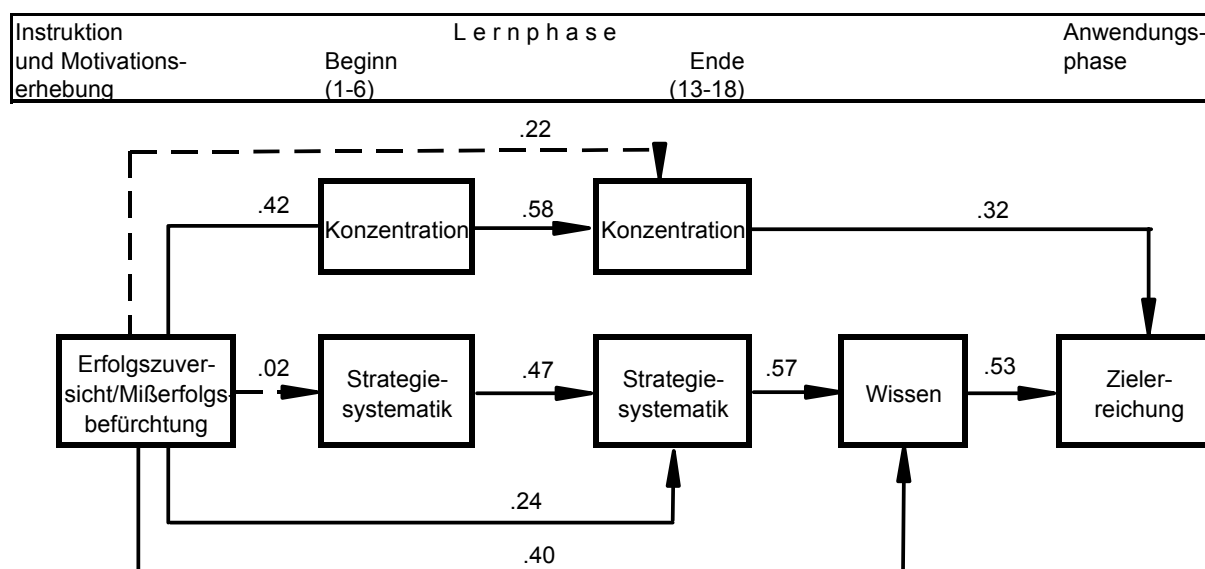 Instruktion
und Motivations-
erhebung
L e r n p h a s e
Beginn
(1-6)
Ende
(13-18)
Anwendungs-
phase
.22
.42
Konzentration
.58
Konzentration
.32
Erfolgszuver-
sicht/Mißerfolgs-
befürchtung
.02
Strategie-
systematik
.47
Strategie-
systematik
.57
Wissen
.53
Zieler-
reichung
.24
.40